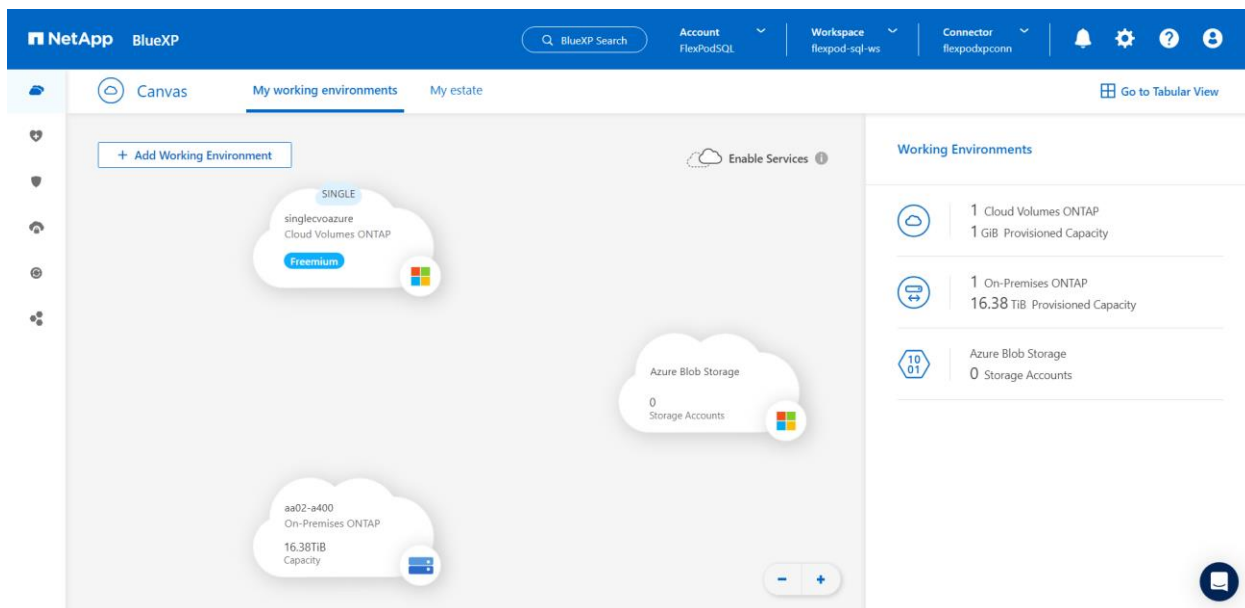 NetApp BlueXP
BlueXP Search
Account
FlexPodSQL
Workspace
flexpod-sql-ws
Connector
flexpodxpconn
Canvas
My working environments
My estate
Go to Tabular View
+ Add Working Environment
Enable Services
SINGLE
singlecvoazure
Cloud Volumes ONTAP
Freemium
Azure Blob Storage
0
Storage Accounts
aa02-a400
On-Premises ONTAP
16.38TiB
Capacity
- +
Working Environments
1 Cloud Volumes ONTAP
1 GiB Provisioned Capacity
1 On-Premises ONTAP
16.38 TiB Provisioned Capacity
10
01
Azure Blob Storage
0 Storage Accounts